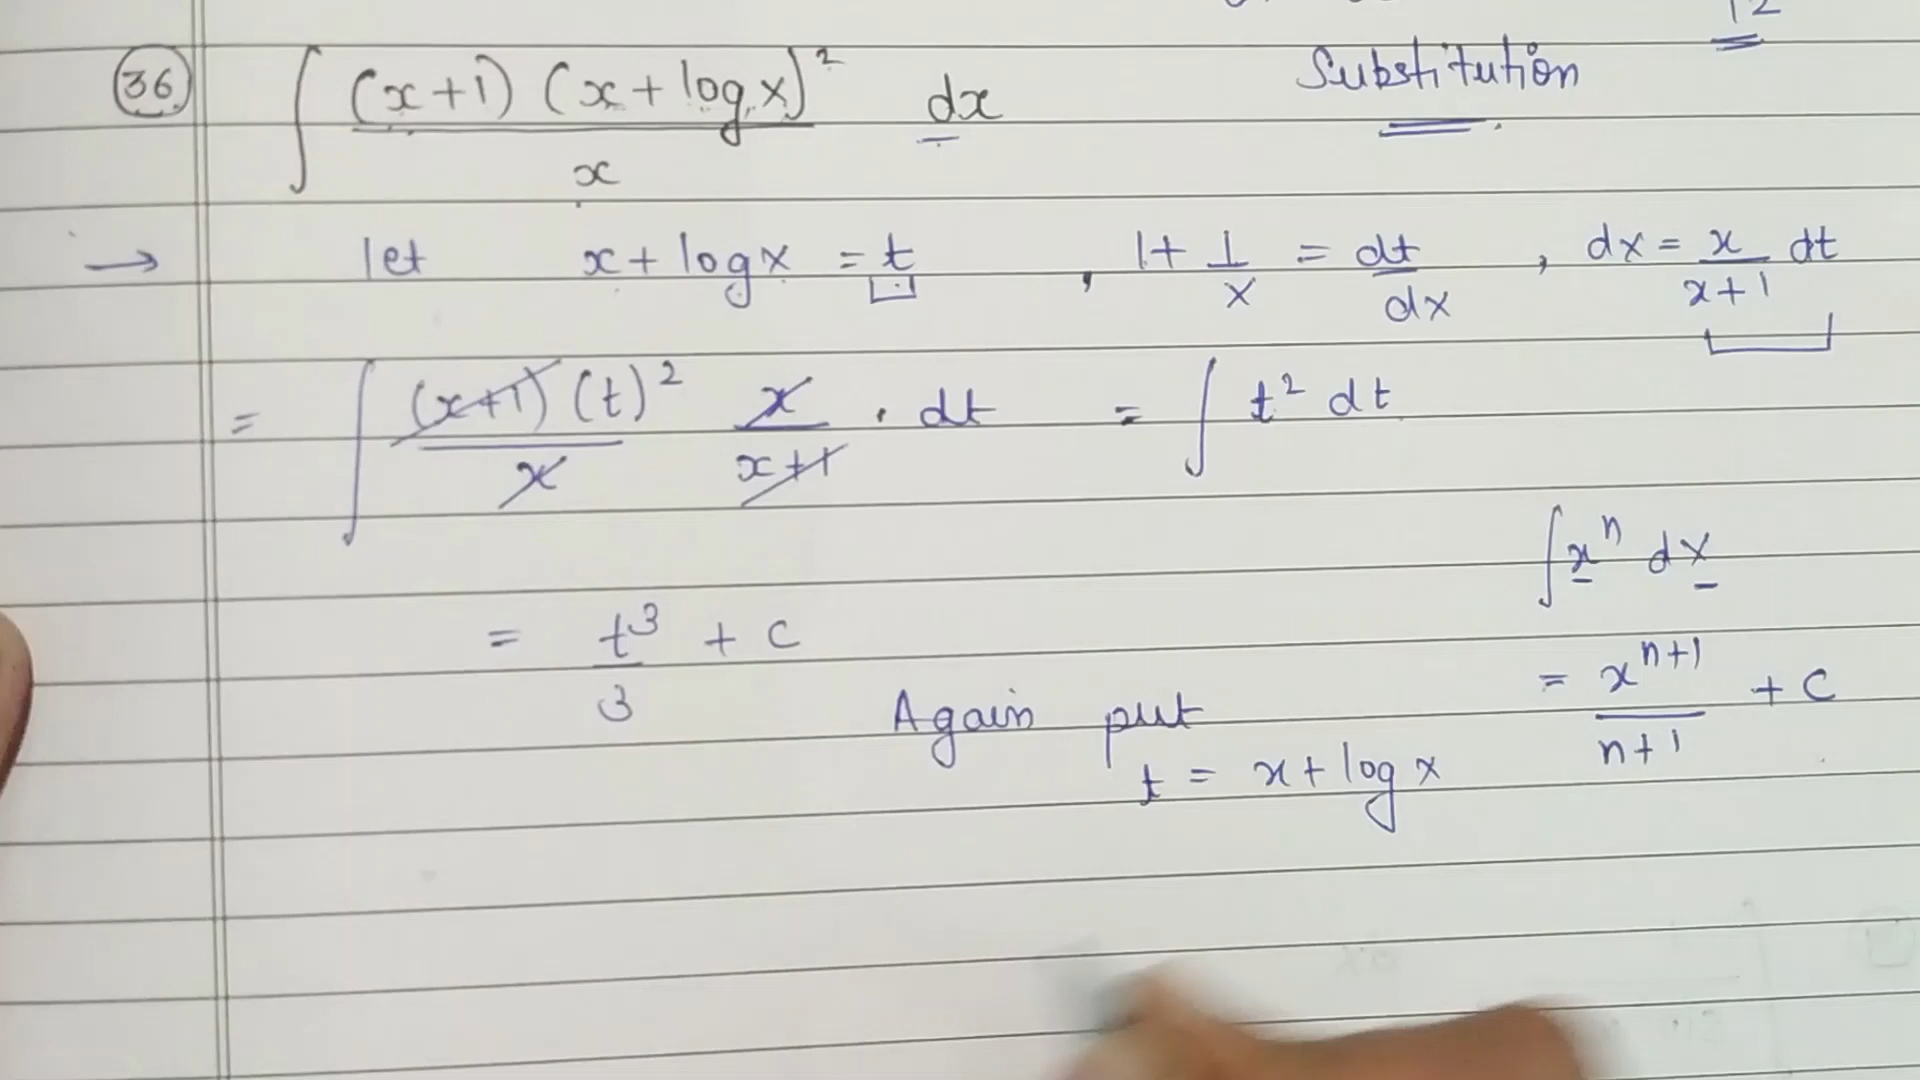 12
Substitution
36 ∫ (x+1) (x+log x)² / x dx
→ let x + log x = t , 1 + 1/x = dt/dx , dx = x/(x+1) dt
= ∫ (x+1) (t)² / x · x/(x+1) . dt = ∫ t² dt
∫ xⁿ dx
= x^(n+1)/(n+1) + c
= t³/3 + c
Again put
t = x + log x